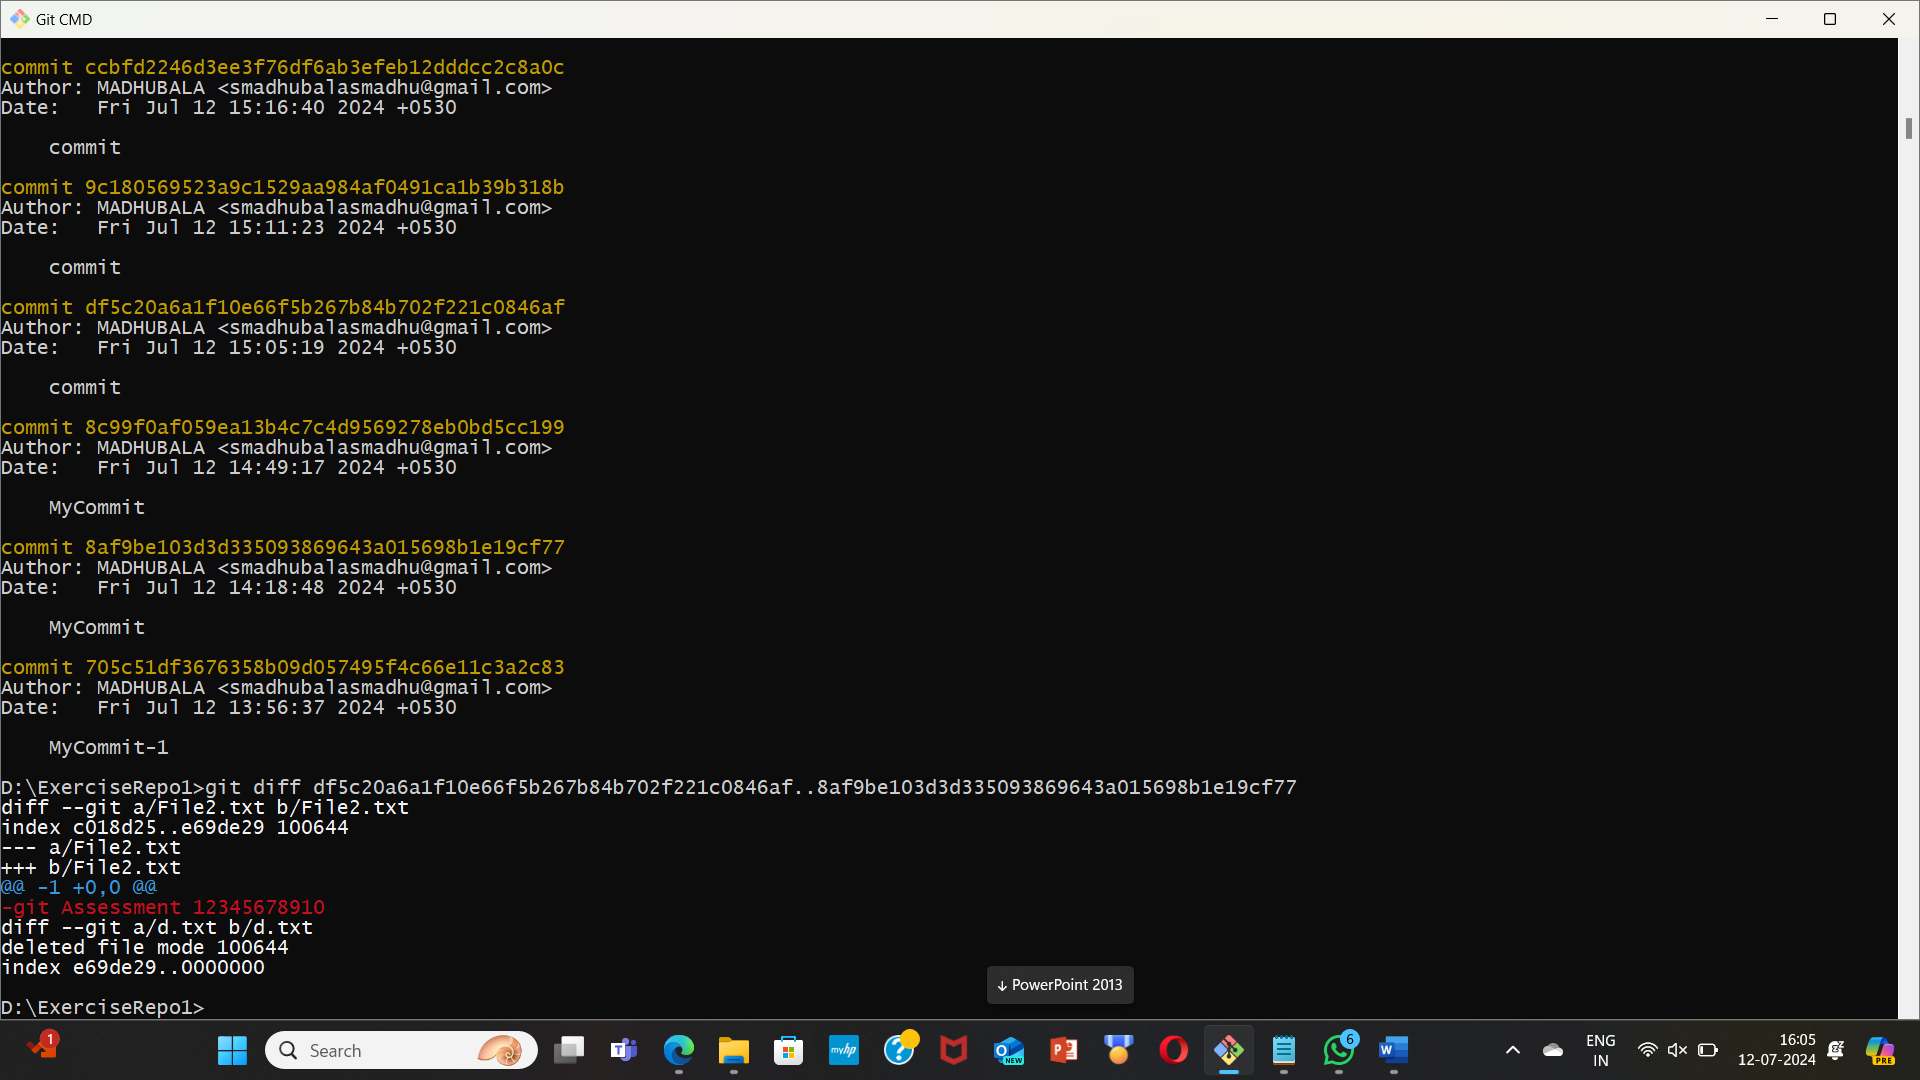 Git CMD
commit ccbfd2246d3ee3f76df6ab3efeb12dddcc2c8a0c
Author: MADHUBALA <smadhubalasmadhu@gmail.com>
Date:   Fri Jul 12 15:16:40 2024 +0530
    commit
commit 9c180569523a9c1529aa984af0491ca1b39b318b
Author: MADHUBALA <smadhubalasmadhu@gmail.com>
Date:   Fri Jul 12 15:11:23 2024 +0530
    commit
commit df5c20a6a1f10e66f5b267b84b702f221c0846af
Author: MADHUBALA <smadhubalasmadhu@gmail.com>
Date:   Fri Jul 12 15:05:19 2024 +0530
    commit
commit 8c99f0af059ea13b4c7c4d9569278eb0bd5cc199
Author: MADHUBALA <smadhubalasmadhu@gmail.com>
Date:   Fri Jul 12 14:49:17 2024 +0530
    MyCommit
commit 8af9be103d3d335093869643a015698b1e19cf77
Author: MADHUBALA <smadhubalasmadhu@gmail.com>
Date:   Fri Jul 12 14:18:48 2024 +0530
    MyCommit
commit 705c51df3676358b09d057495f4c66e11c3a2c83
Author: MADHUBALA <smadhubalasmadhu@gmail.com>
Date:   Fri Jul 12 13:56:37 2024 +0530
    MyCommit-1
D:\ExerciseRepo1>git diff df5c20a6a1f10e66f5b267b84b702f221c0846af..8af9be103d3d335093869643a015698b1e19cf77
diff --git a/File2.txt b/File2.txt
index c018d25..e69de29 100644
--- a/File2.txt
+++ b/File2.txt
@@ -1 +0,0 @@
-git Assessment 12345678910
diff --git a/d.txt b/d.txt
deleted file mode 100644
index e69de29..0000000
↓ PowerPoint 2013
D:\ExerciseRepo1>
1
Search
myhp
NEW
6
ENG
IN
16:05
12-07-2024
PRE